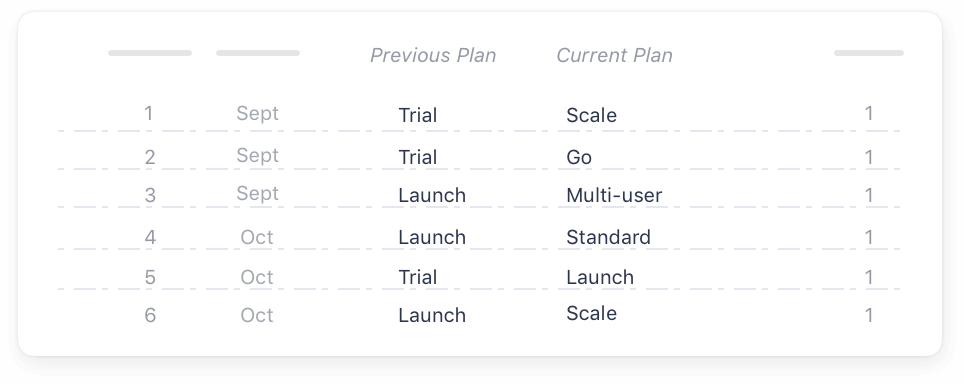 Previous Plan Current Plan
1 Sept Trial Scale 1
2 Sept Trial Go 1
3 Sept Launch Multi-user 1
4 Oct Launch Standard 1
5 Oct Trial Launch 1
6 Oct Launch Scale 1